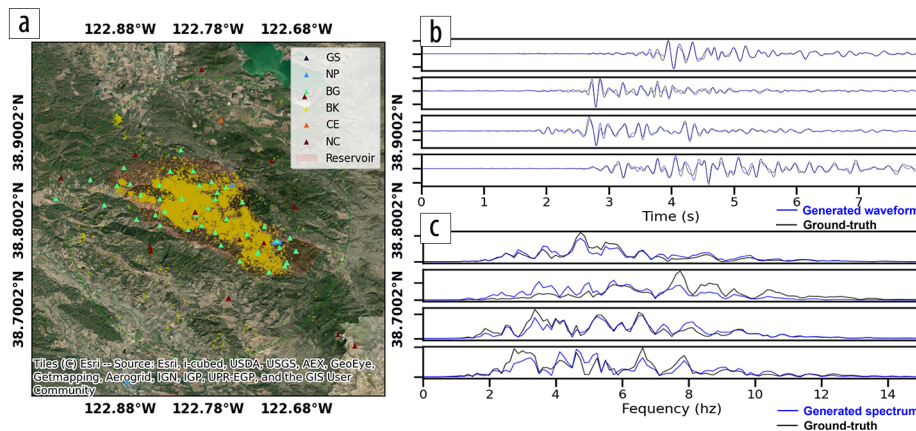 a
122.88°W 122.78°W 122.68°W
GS
NP
BG
BK
CE
NC
Reservoir
38.9002°N
38.8002°N
38.7002°N
Tiles (C) Esri -- Source: Esri, i-cubed, USDA, USGS, AEX, GeoEye,
Getmapping, Aerogrid, IGN, IGP, UPR-EGP, and the GIS User
Community
122.88°W 122.78°W 122.68°W
38.9002°N
38.8002°N
38.7002°N
b
0 1 2 3 4 5 6 7
Time (s)
Generated waveform
Ground-truth
c
0 2 4 6 8 10 12 14
Fequency (hz)
Generated spectrum
Ground-truth